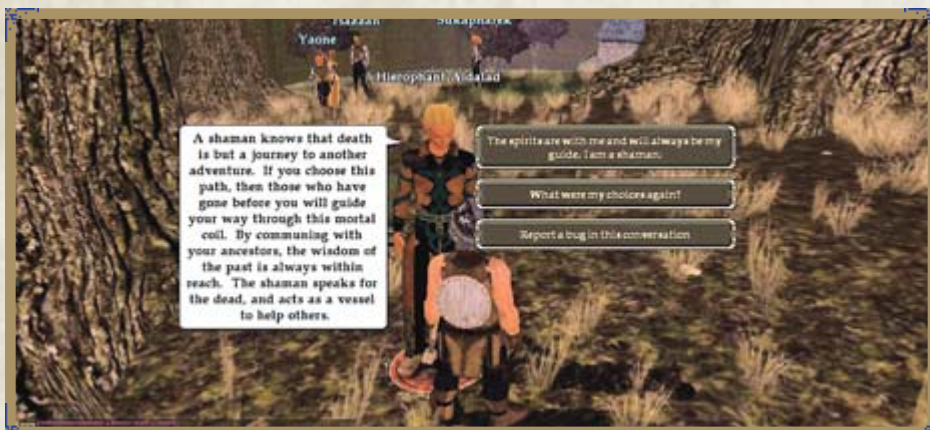 Yaone
Hierophant Aldalad
A shaman knows that death
is but a journey to another
adventure. If you choose this
path, then those who have
gone before you will guide
your way through this mortal
coil. By communing with
your ancestors, the wisdom of
the past is always within
reach. The shaman speaks for
the dead, and acts as a vessel
to help others.
The spirits are with me and will always be my
guide. I am a shaman.
What were my choices again?
Report a bug in this conversation